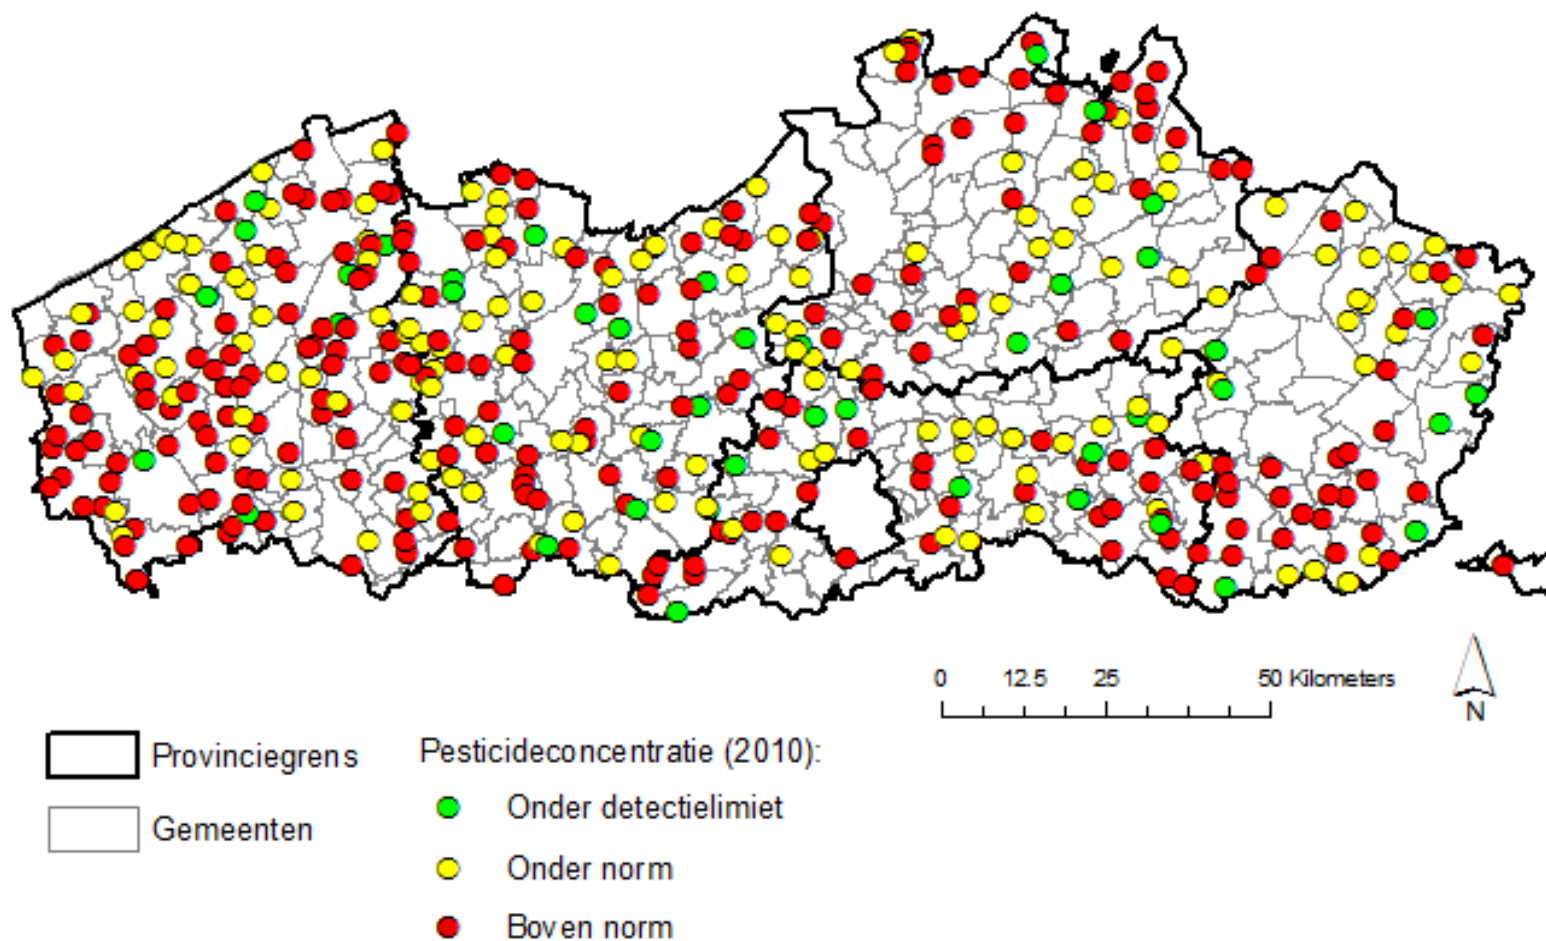 0 12.5 25 50 Kilometers
N
Provinciegrens
Gemeenten
Pesticideconcentratie (2010):
Onder detectielimiet
Onder norm
Boven norm